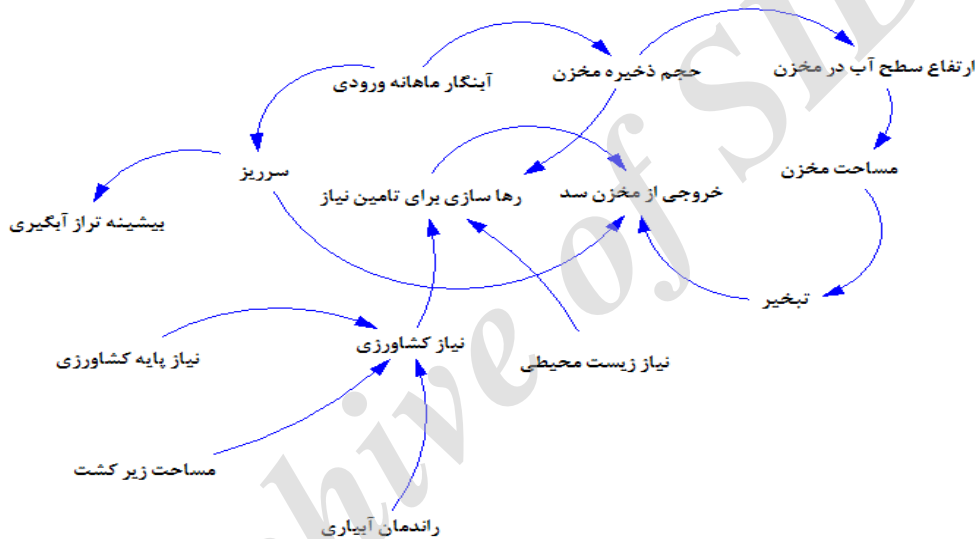 ارتفاع سطح آب در مخزن
حجم ذخیره مخزن
آبنگار ماهانه ورودی
مساحت مخزن
سرریز
خروجی از مخزن سد
رها سازی برای تامین نیاز
بیشینه تراز آبگیری
تبخیر
نیاز کشاورزی
نیاز زیست محیطی
نیاز پایه کشاورزی
مساحت زیر کشت
راندمان آبیاری